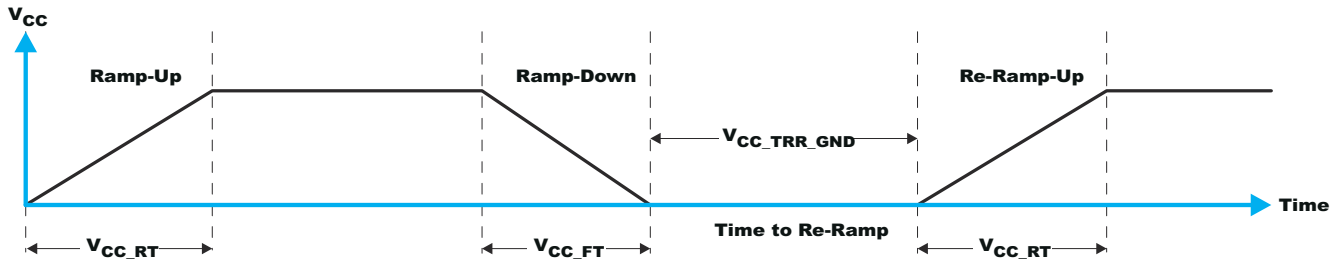 VCC
Ramp-Up
Ramp-Down
Re-Ramp-Up
VCC_TRR_GND
Time
Time to Re-Ramp
VCC_RT
VCC_FT
VCC_RT